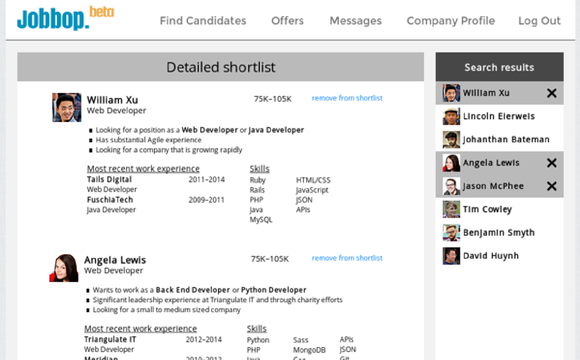 Jobbop. beta
Find Candidates Offers Messages Company Profile Log Out
Detailed shortlist
William Xu 75K–105K remove from shortlist
Web Developer
Looking for a position as a Web Developer or Java Developer
Has substantial Agile experience
Looking for a company that is growing rapidly
Most recent work experience Skills
Tails Digital 2011–2014 Ruby HTML/CSS
Web Developer Rails JavaScript
FuschiaTech 2009–2011 PHP JSON
Java Developer Java APIs
MySQL
Angela Lewis 75K–105K remove from shortlist
Web Developer
Wants to work as a Back End Developer or Python Developer
Significant leadership experience at Triangulate IT and through charity efforts
Looking for a small to medium sized company
Most recent work experience Skills
Triangulate IT 2012–2014 Python Sass APIs
Web Developer PHP MongoDB JSON
Meridian 2010–2012 Java C++ Git
Search results
William Xu
Lincoln Eierweis
Johanthan Bateman
Angela Lewis
Jason McPhee
Tim Cowley
Benjamin Smyth
David Huynh